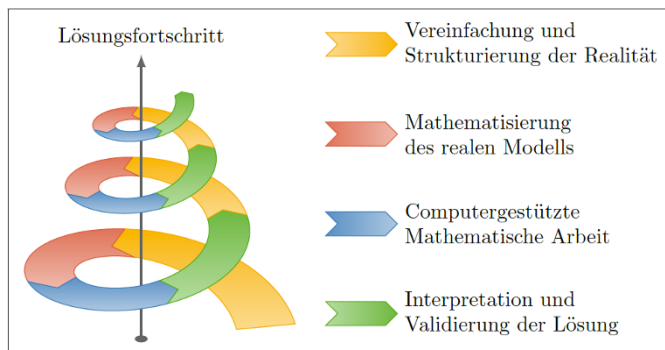 Lösungsfortschritt
Vereinfachung und
Strukturierung der Realität
Mathematisierung
des realen Modells
Computergestützte
Mathematische Arbeit
Interpretation und
Validierung der Lösung